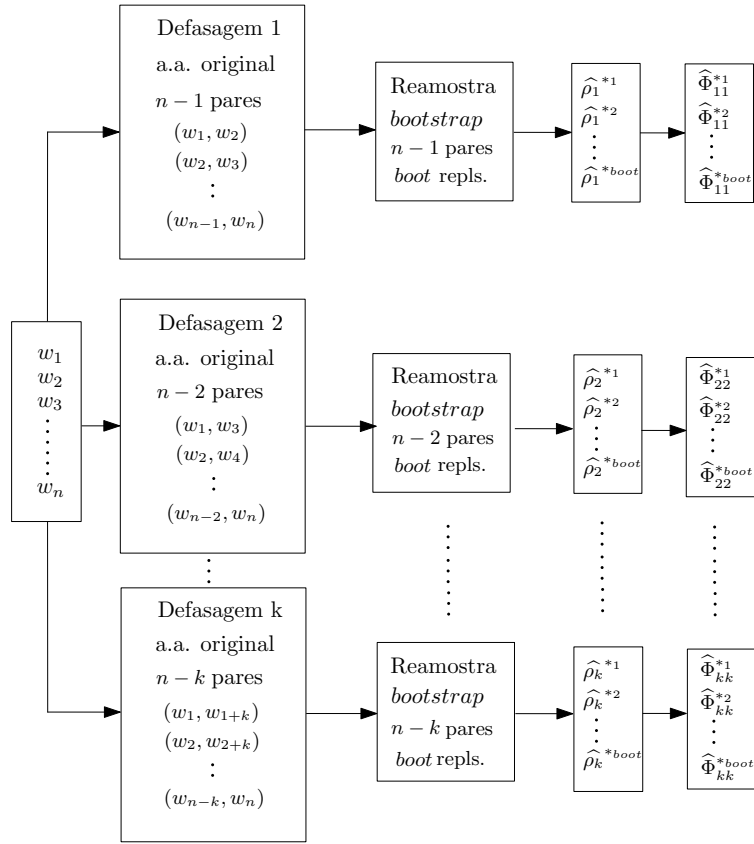 w₁
w₂
w₃
⋮
wₙ
Defasagem 1
a.a. original
n − 1 pares
(w₁, w₂)
(w₂, w₃)
⋮
(wₙ₋₁, wₙ)
Reamostra
bootstrap
n − 1 pares
boot repls.
ρ̂₁*¹
ρ̂₁*²
⋮
ρ̂₁*ᵇᵒᵒᵗ
Φ̂₁₁*¹
Φ̂₁₁*²
⋮
Φ̂₁₁*ᵇᵒᵒᵗ
Defasagem 2
a.a. original
n − 2 pares
(w₁, w₃)
(w₂, w₄)
⋮
(wₙ₋₂, wₙ)
Reamostra
bootstrap
n − 2 pares
boot repls.
ρ̂₂*¹
ρ̂₂*²
⋮
ρ̂₂*ᵇᵒᵒᵗ
Φ̂₂₂*¹
Φ̂₂₂*²
⋮
Φ̂₂₂*ᵇᵒᵒᵗ
Defasagem k
a.a. original
n − k pares
(w₁, w₁₊ₖ)
(w₂, w₂₊ₖ)
⋮
(wₙ₋ₖ, wₙ)
Reamostra
bootstrap
n − k pares
boot repls.
ρ̂ₖ*¹
ρ̂ₖ*²
⋮
ρ̂ₖ*ᵇᵒᵒᵗ
Φ̂ₖₖ*¹
Φ̂ₖₖ*²
⋮
Φ̂ₖₖ*ᵇᵒᵒᵗ